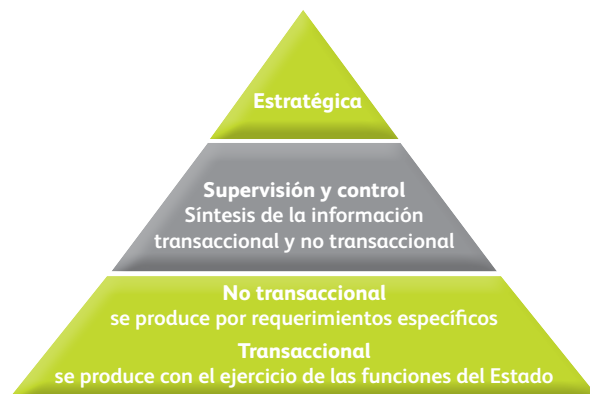 Estratégica
Supervisión y control
Síntesis de la información
transaccional y no transaccional
No transaccional
se produce por requerimientos específicos
Transaccional
se produce con el ejercicio de las funciones del Estado